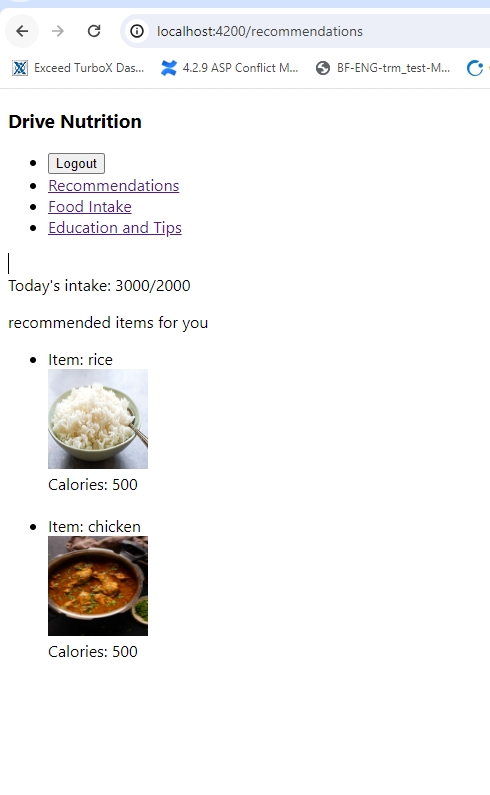 localhost:4200/recommendations
Exceed TurboX Das...
4.2.9 ASP Conflict M...
BF-ENG-trm_test-M...
Drive Nutrition
Logout
Recommendations
Food Intake
Education and Tips
Today's intake: 3000/2000
recommended items for you
Item: rice
Calories: 500
Item: chicken
Calories: 500